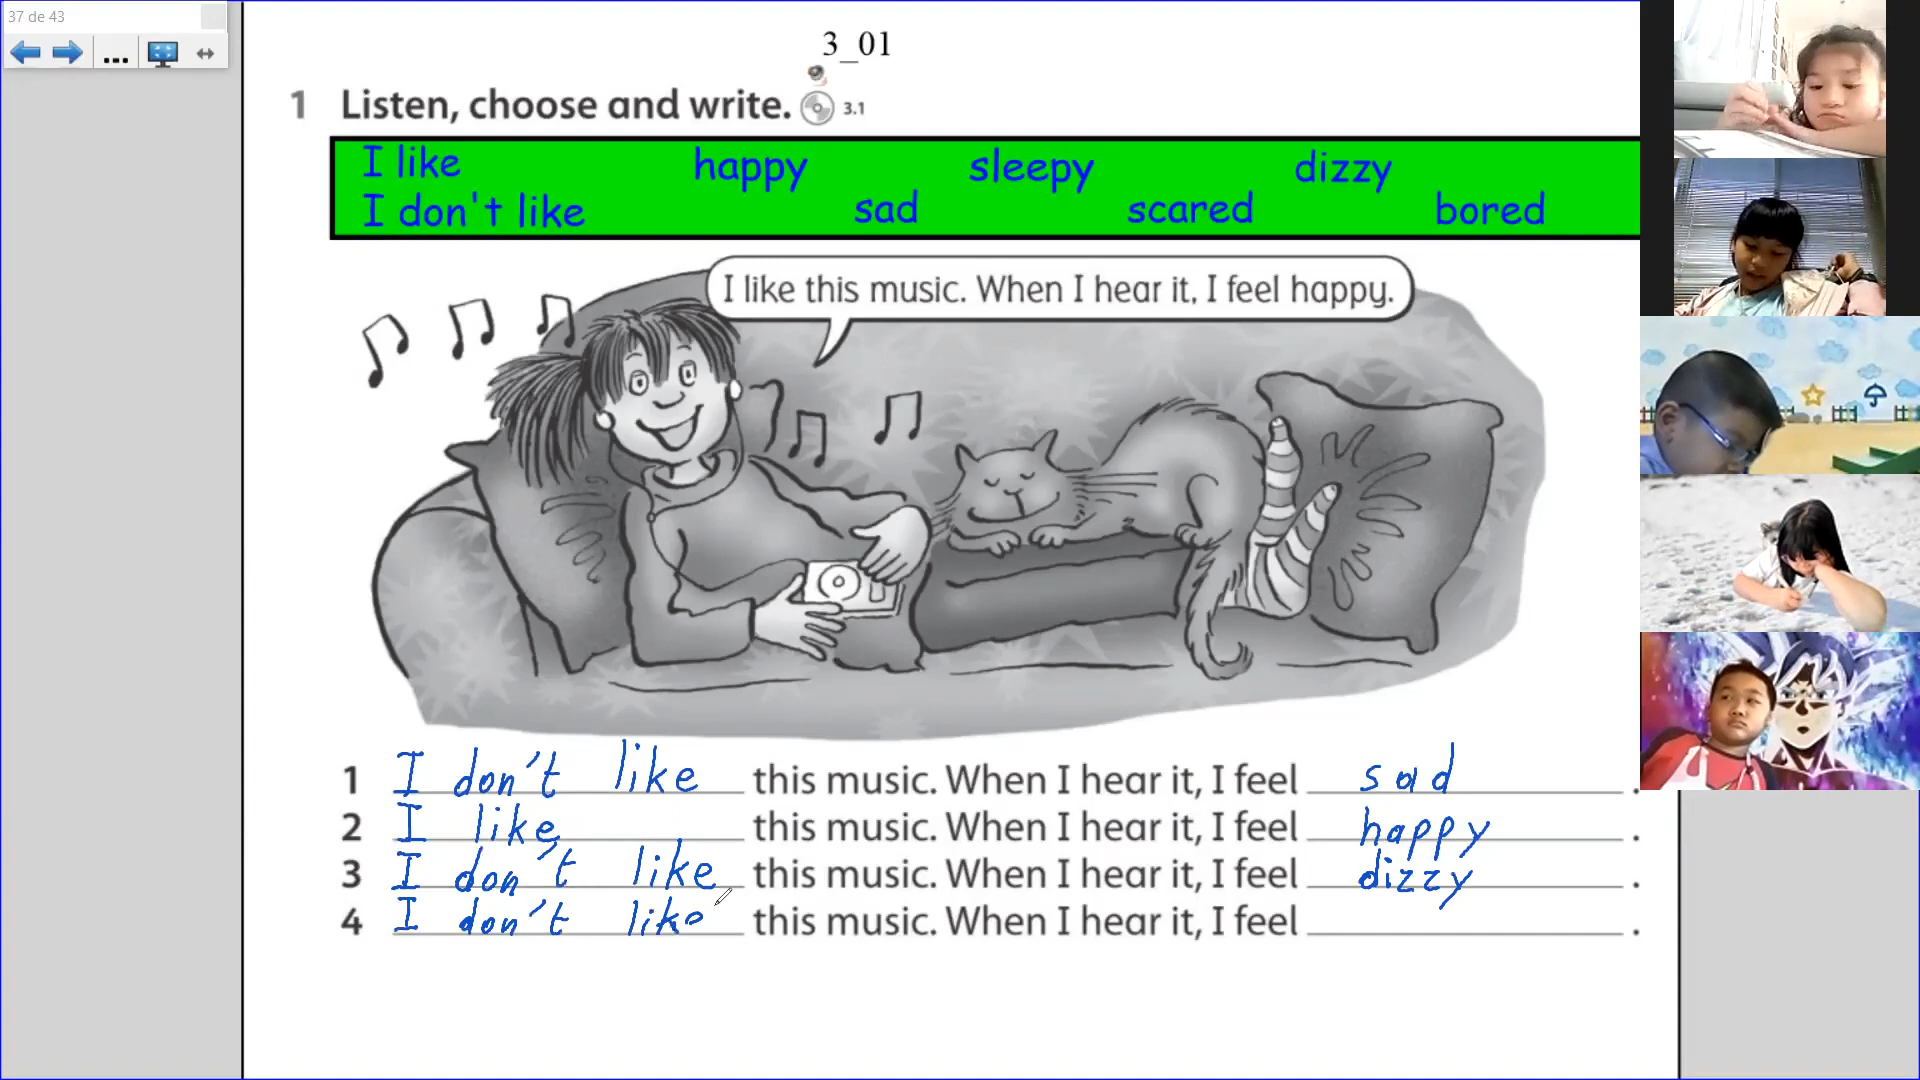 37 de 43
...
3_01
1 Listen, choose and write. 3.1
I like happy sleepy dizzy
I don't like sad scared bored
I like this music. When I hear it, I feel happy.
1 I don't like this music. When I hear it, I feel sad .
2 I like this music. When I hear it, I feel happy .
3 I don't like this music. When I hear it, I feel dizzy .
4 I don't like this music. When I hear it, I feel ______ .